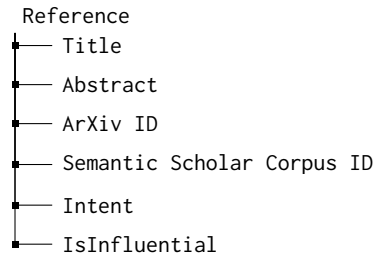 Reference
Title
Abstract
ArXiv ID
Semantic Scholar Corpus ID
Intent
IsInfluential